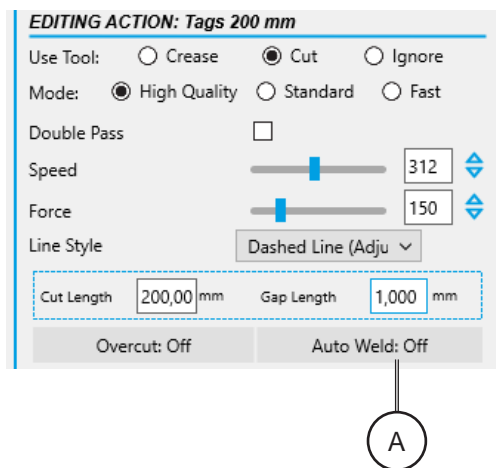 EDITING ACTION: Tags 200 mm
Use Tool: Crease Cut Ignore
Mode: High Quality Standard Fast
Double Pass
Speed 312
Force 150
Line Style Dashed Line (Adju
Cut Length 200,00 mm Gap Length 1,000 mm
Overcut: Off Auto Weld: Off
A